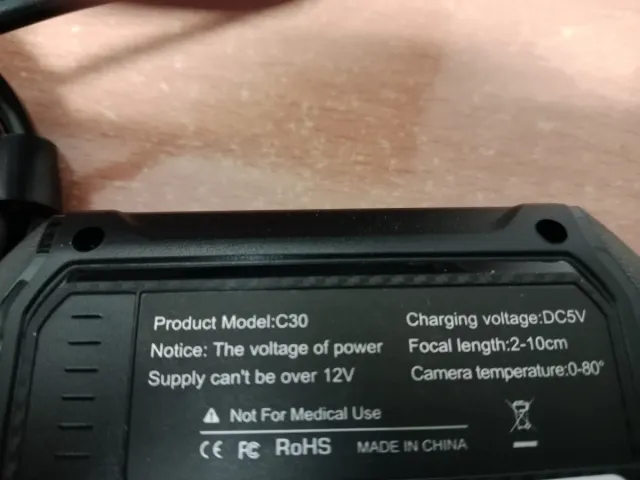 Product Model:C30
Notice: The voltage of power
Supply can't be over 12V
Charging voltage:DC5V
Focal length:2-10cm
Camera temperature:0-80°
Not For Medical Use
CE FC RoHS MADE IN CHINA